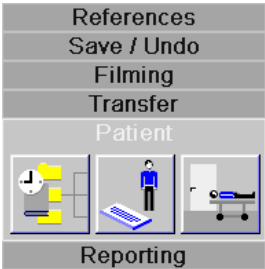 References
Save / Undo
Filming
Transfer
Patient
Reporting